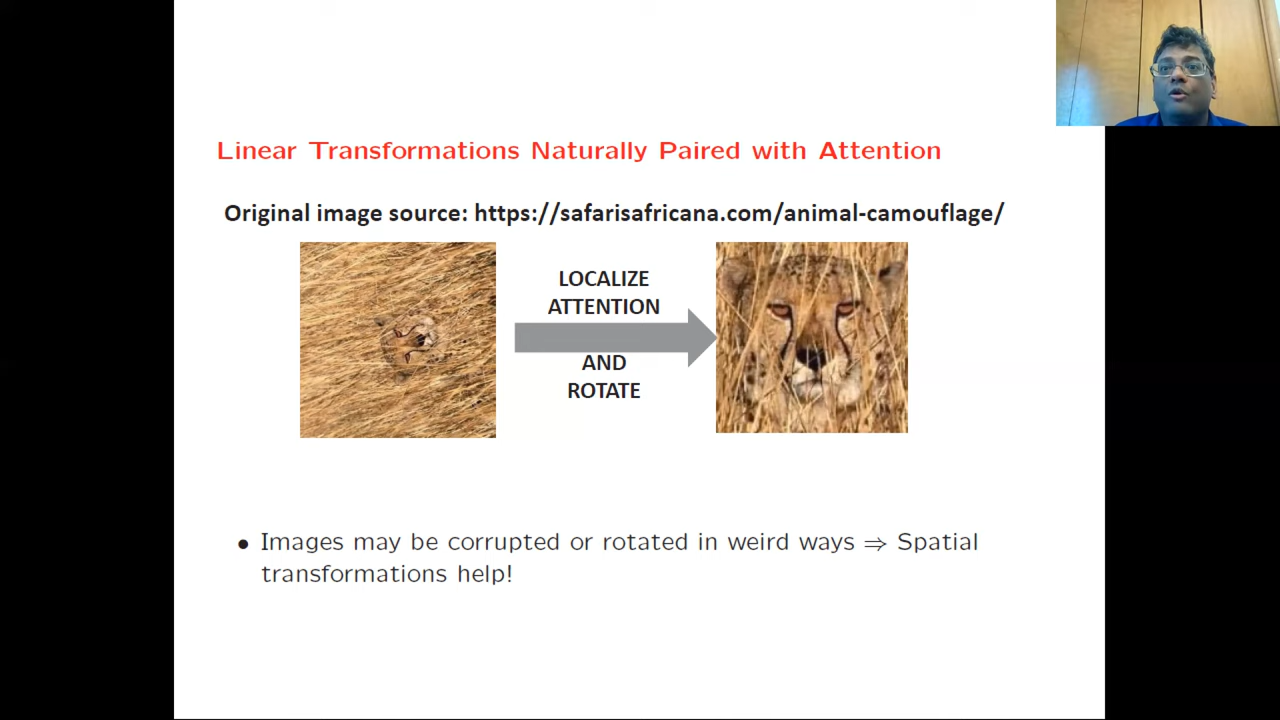 Linear Transformations Naturally Paired with Attention
Original image source: https://safarisafricana.com/animal-camouflage/
LOCALIZE
ATTENTION
AND
ROTATE
• Images may be corrupted or rotated in weird ways ⇒ Spatial
transformations help!